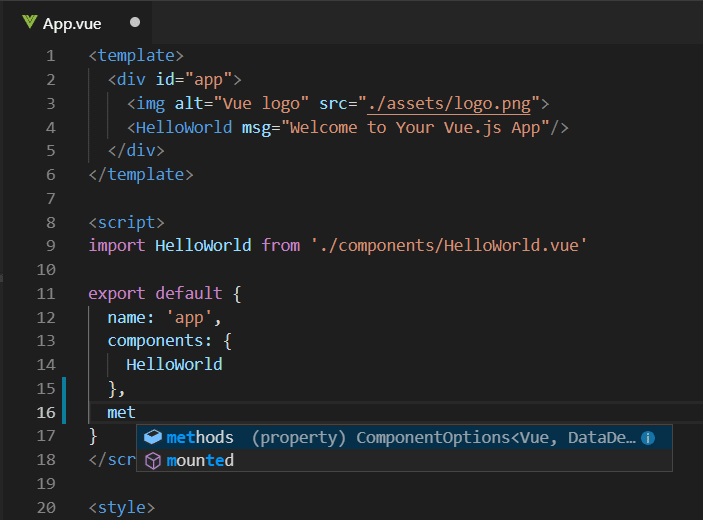 App.vue
1 <template>
2 <div id="app">
3 <img alt="Vue logo" src="./assets/logo.png">
4 <HelloWorld msg="Welcome to Your Vue.js App"/>
5 </div>
6 </template>
7
8 <script>
9 import HelloWorld from './components/HelloWorld.vue'
10
11 export default {
12 name: 'app',
13 components: {
14 HelloWorld
15 },
16 met
methods (property) ComponentOptions<Vue, DataDe…
17 }
mounted
18 </scr
19
20 <style>